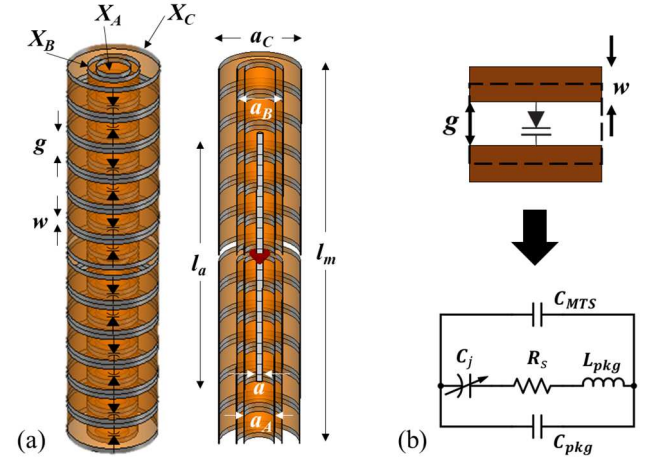 X_A
X_B
X_C
g
w
(a)
a_C
a_B
l_a
l_m
a
a_A
w
g
C_MTS
C_j
R_s
L_pkg
C_pkg
(b)